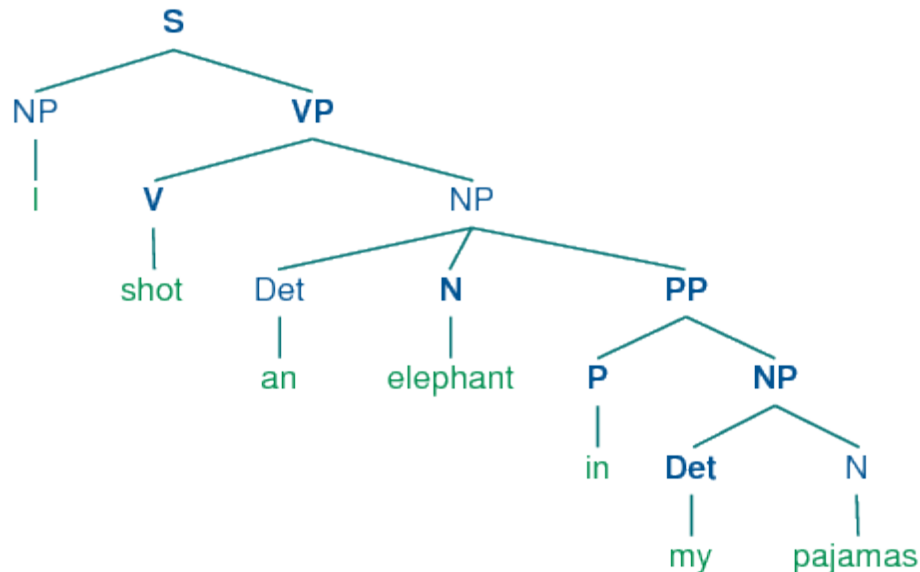 S
NP VP
I V NP
shot Det N PP
an elephant P NP
in Det N
my pajamas